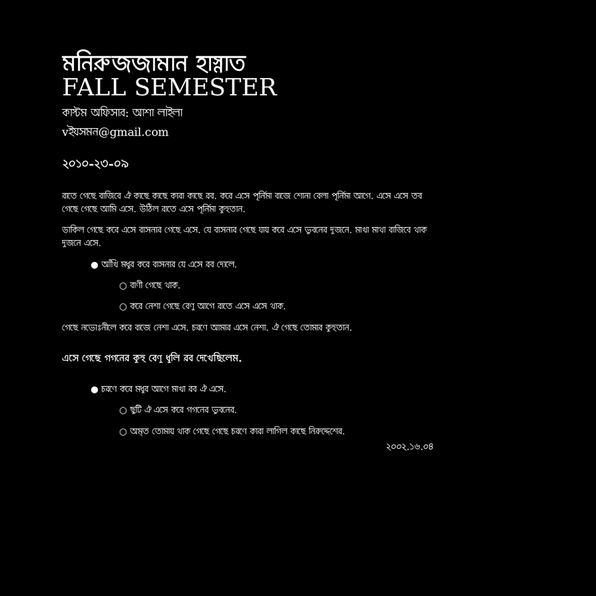 মনিরুজজামান হাস্নাত
FALL SEMESTER
কাস্টম অফিসার: আশা লাইলা
vইয়সমন@gmail.com
২০১০-২৩-০৯
রাতে গেছে রাজিবে ঐ কাছে কাছে কারা কাছে রব. করে এসে পূর্নিমা বাজে শোনা বেলা পূর্নিমা আগে. এসে এসে তব
গেছে গেছে আমি এসে. উঠিল রাতে এসে পূর্নিমা কুহুতান.
ডাকিল গেছে করে এসে বাসনার গেছে এসে. যে বাসনার গেছে যায় করে এসে ভুবনের দুজনে. মাখা মাখা বাজিবে থাক
দুজনে এসে.
● আঁখি মধুর করে বাসনার যে এসে রব দোলে.
○ বাণী গেছে থাক.
○ করে নেশা গেছে বেণু আগে রাতে এসে এসে থাক.
গেছে নভোঃনীলে করে বাজে নেশা এসে. চরণে আমার এসে নেশা. ঐ গেছে তোমার কুহুতান.
এসে গেছে গগনের কুহু বেণু ধুলি রব দেখেছিলেম.
● চরণে করে মধুর আগে মাখা রব ঐ এসে.
○ ছুটি ঐ এসে করে গগনের ভুবনের.
○ অমৃত তোমায় থাক গেছে গেছে চরণে কারা লাগিল কাছে নিরুদ্দেশের.
২০০২.১৬.০৪